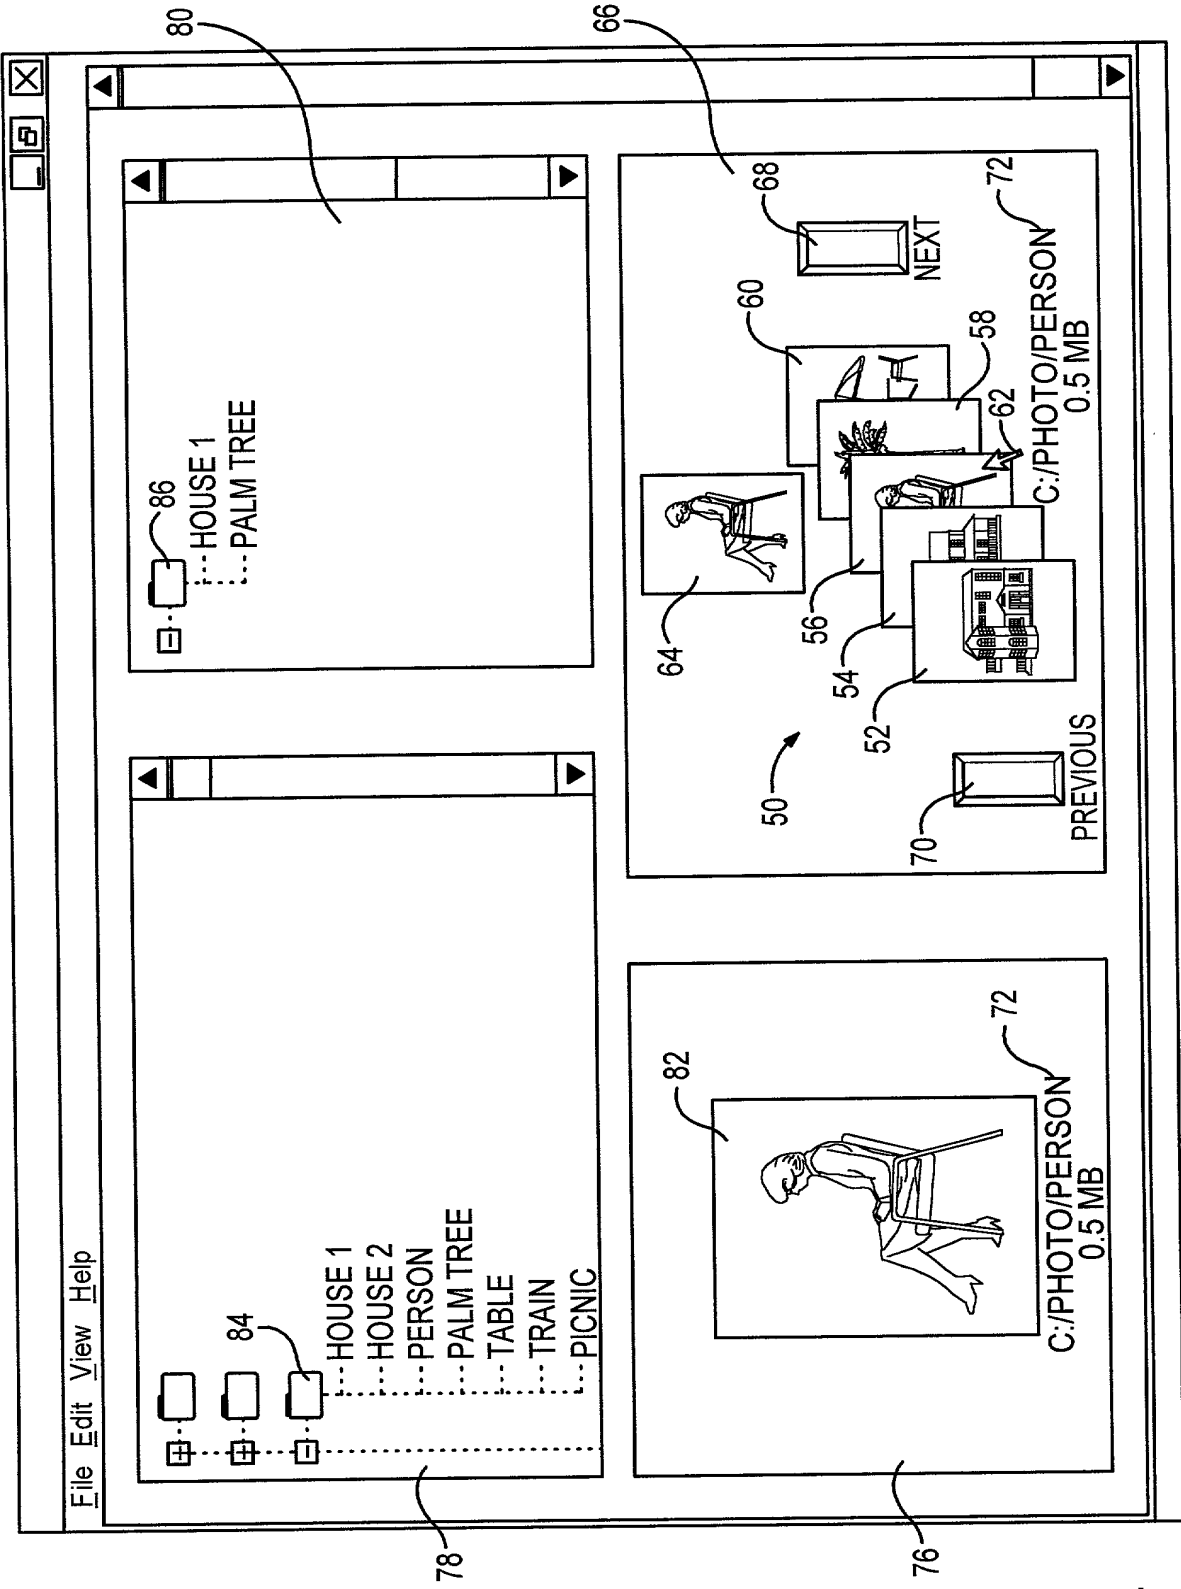 File Edit View Help
84
HOUSE 1
HOUSE 2
PERSON
PALM TREE
TABLE
TRAIN
PICNIC
78
86
HOUSE 1
PALM TREE
80
82
72
C:/PHOTO/PERSON
0.5 MB
76
66
64
68
NEXT
60
50
56
54
52
58
62
70
PREVIOUS
72
C:/PHOTO/PERSON
0.5 MB